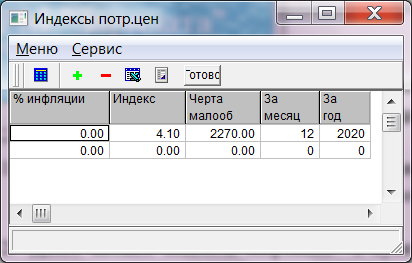 Индексы потр.цен
Меню Сервис
Готово
% инфляции Индекс Черта малооб За месяц За год
0.00 4.10 2270.00 12 2020
0.00 0.00 0.00 0 0